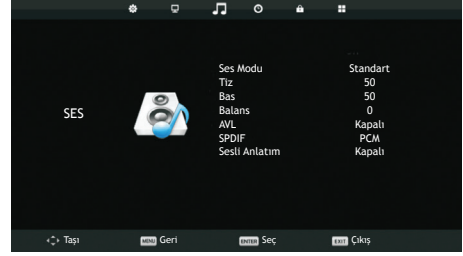 Ses Modu Standart
Tiz 50
Bas 50
SES
Balans 0
AVL Kapalı
SPDIF PCM
Sesli Anlatım Kapalı
Taşı MENU Geri ENTER Seç EXIT Çıkış